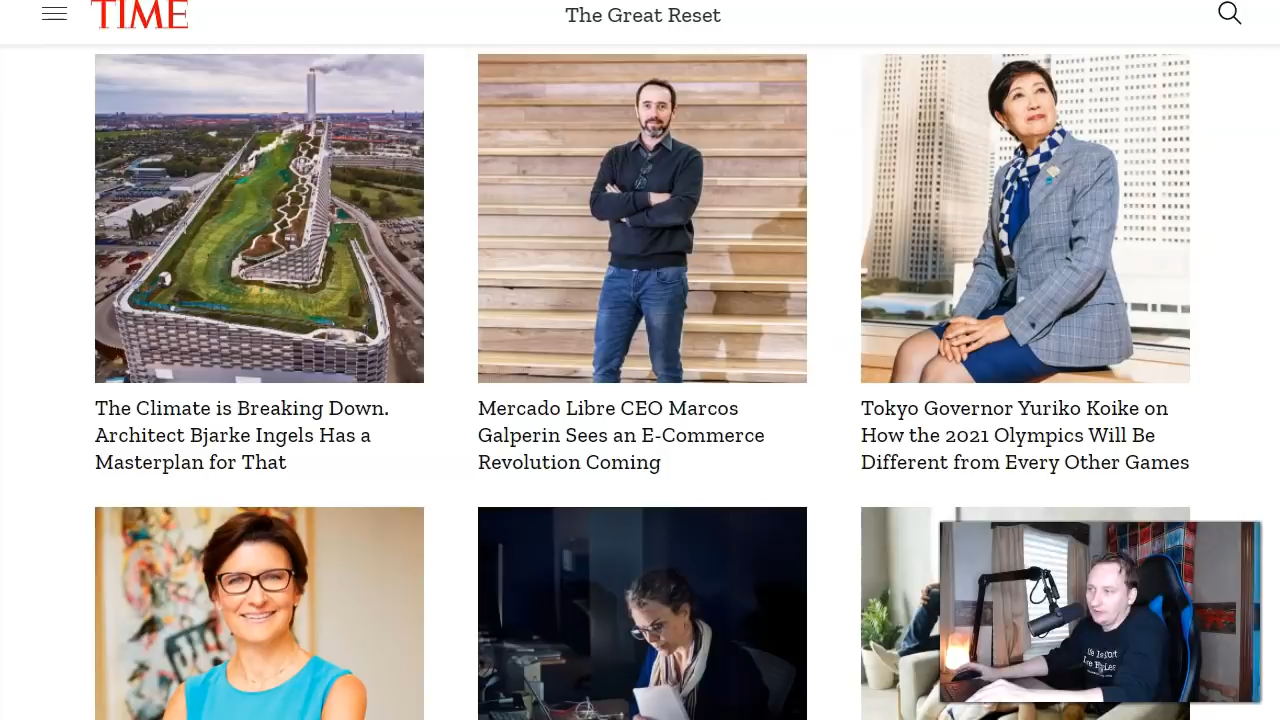 TIME
The Great Reset
The Climate is Breaking Down.
Architect Bjarke Ingels Has a
Masterplan for That
Mercado Libre CEO Marcos
Galperin Sees an E-Commerce
Revolution Coming
Tokyo Governor Yuriko Koike on
How the 2021 Olympics Will Be
Different from Every Other Games